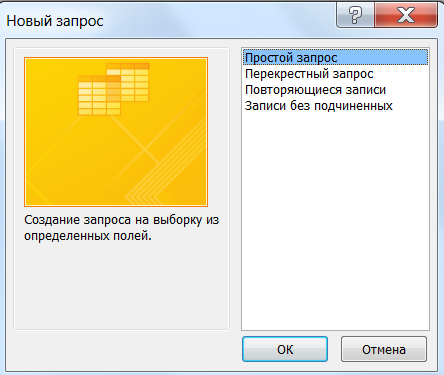 Новый запрос
Простой запрос
Перекрестный запрос
Повторяющиеся записи
Записи без подчиненных
Создание запроса на выборку из
определенных полей.
ОК
Отмена